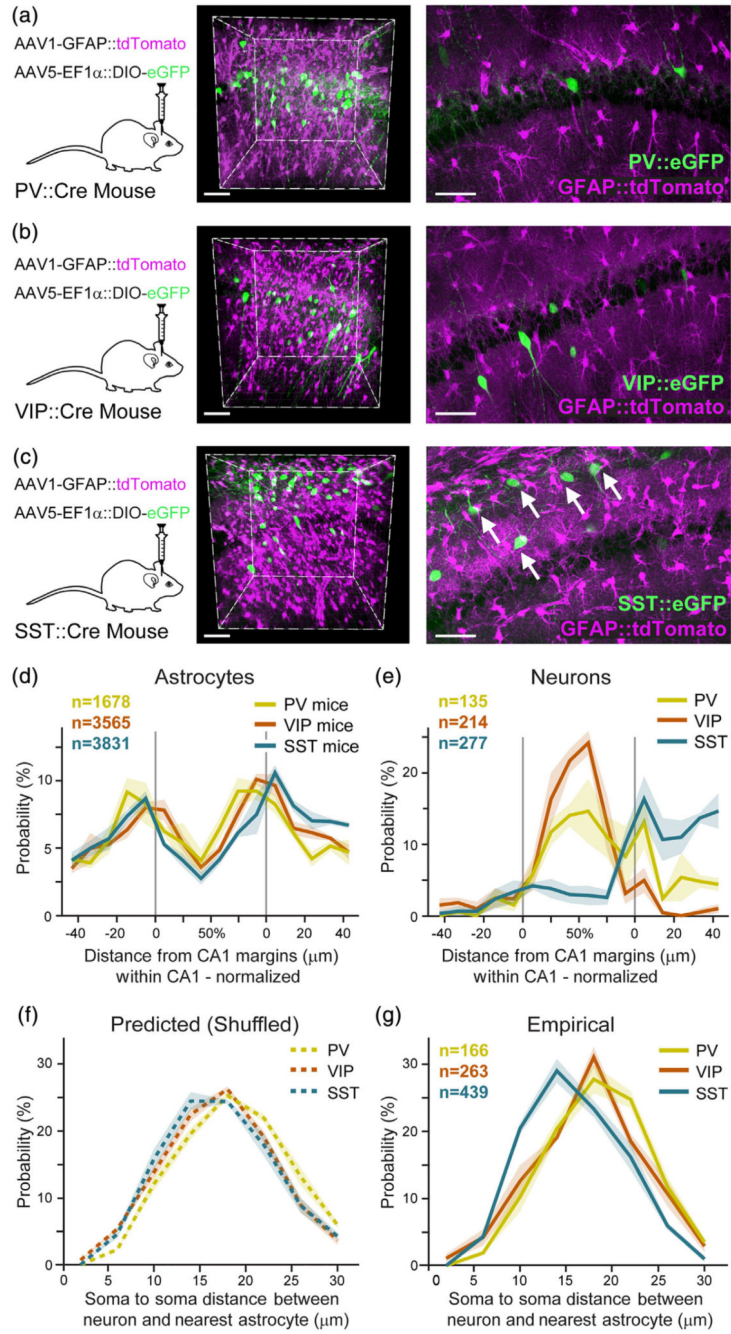 (a)
AAV1-GFAP::tdTomato
AAV5-EF1α::DIO-eGFP
PV::Cre Mouse
PV::eGFP
GFAP::tdTomato
(b)
AAV1-GFAP::tdTomato
AAV5-EF1α::DIO-eGFP
VIP::Cre Mouse
VIP::eGFP
GFAP::tdTomato
(c)
AAV1-GFAP::tdTomato
AAV5-EF1α::DIO-eGFP
SST::Cre Mouse
SST::eGFP
GFAP::tdTomato
(d) Astrocytes
n=1678
n=3565
n=3831
PV mice
VIP mice
SST mice
Probability (%)
10
5
0
-40 -20 0 50% 0 20 40
Distance from CA1 margins (μm)
within CA1 - normalized
(e) Neurons
n=135
n=214
n=277
PV
VIP
SST
Probability (%)
20
10
0
-40 -20 0 50% 0 20 40
Distance from CA1 margins (μm)
within CA1 - normalized
(f) Predicted (Shuffled)
PV
VIP
SST
Probability (%)
30
20
10
0
0 5 10 15 20 25 30
Soma to soma distance between
neuron and nearest astrocyte (μm)
(g) Empirical
n=166
n=263
n=439
PV
VIP
SST
Probability (%)
30
20
10
0
0 5 10 15 20 25 30
Soma to soma distance between
neuron and nearest astrocyte (μm)